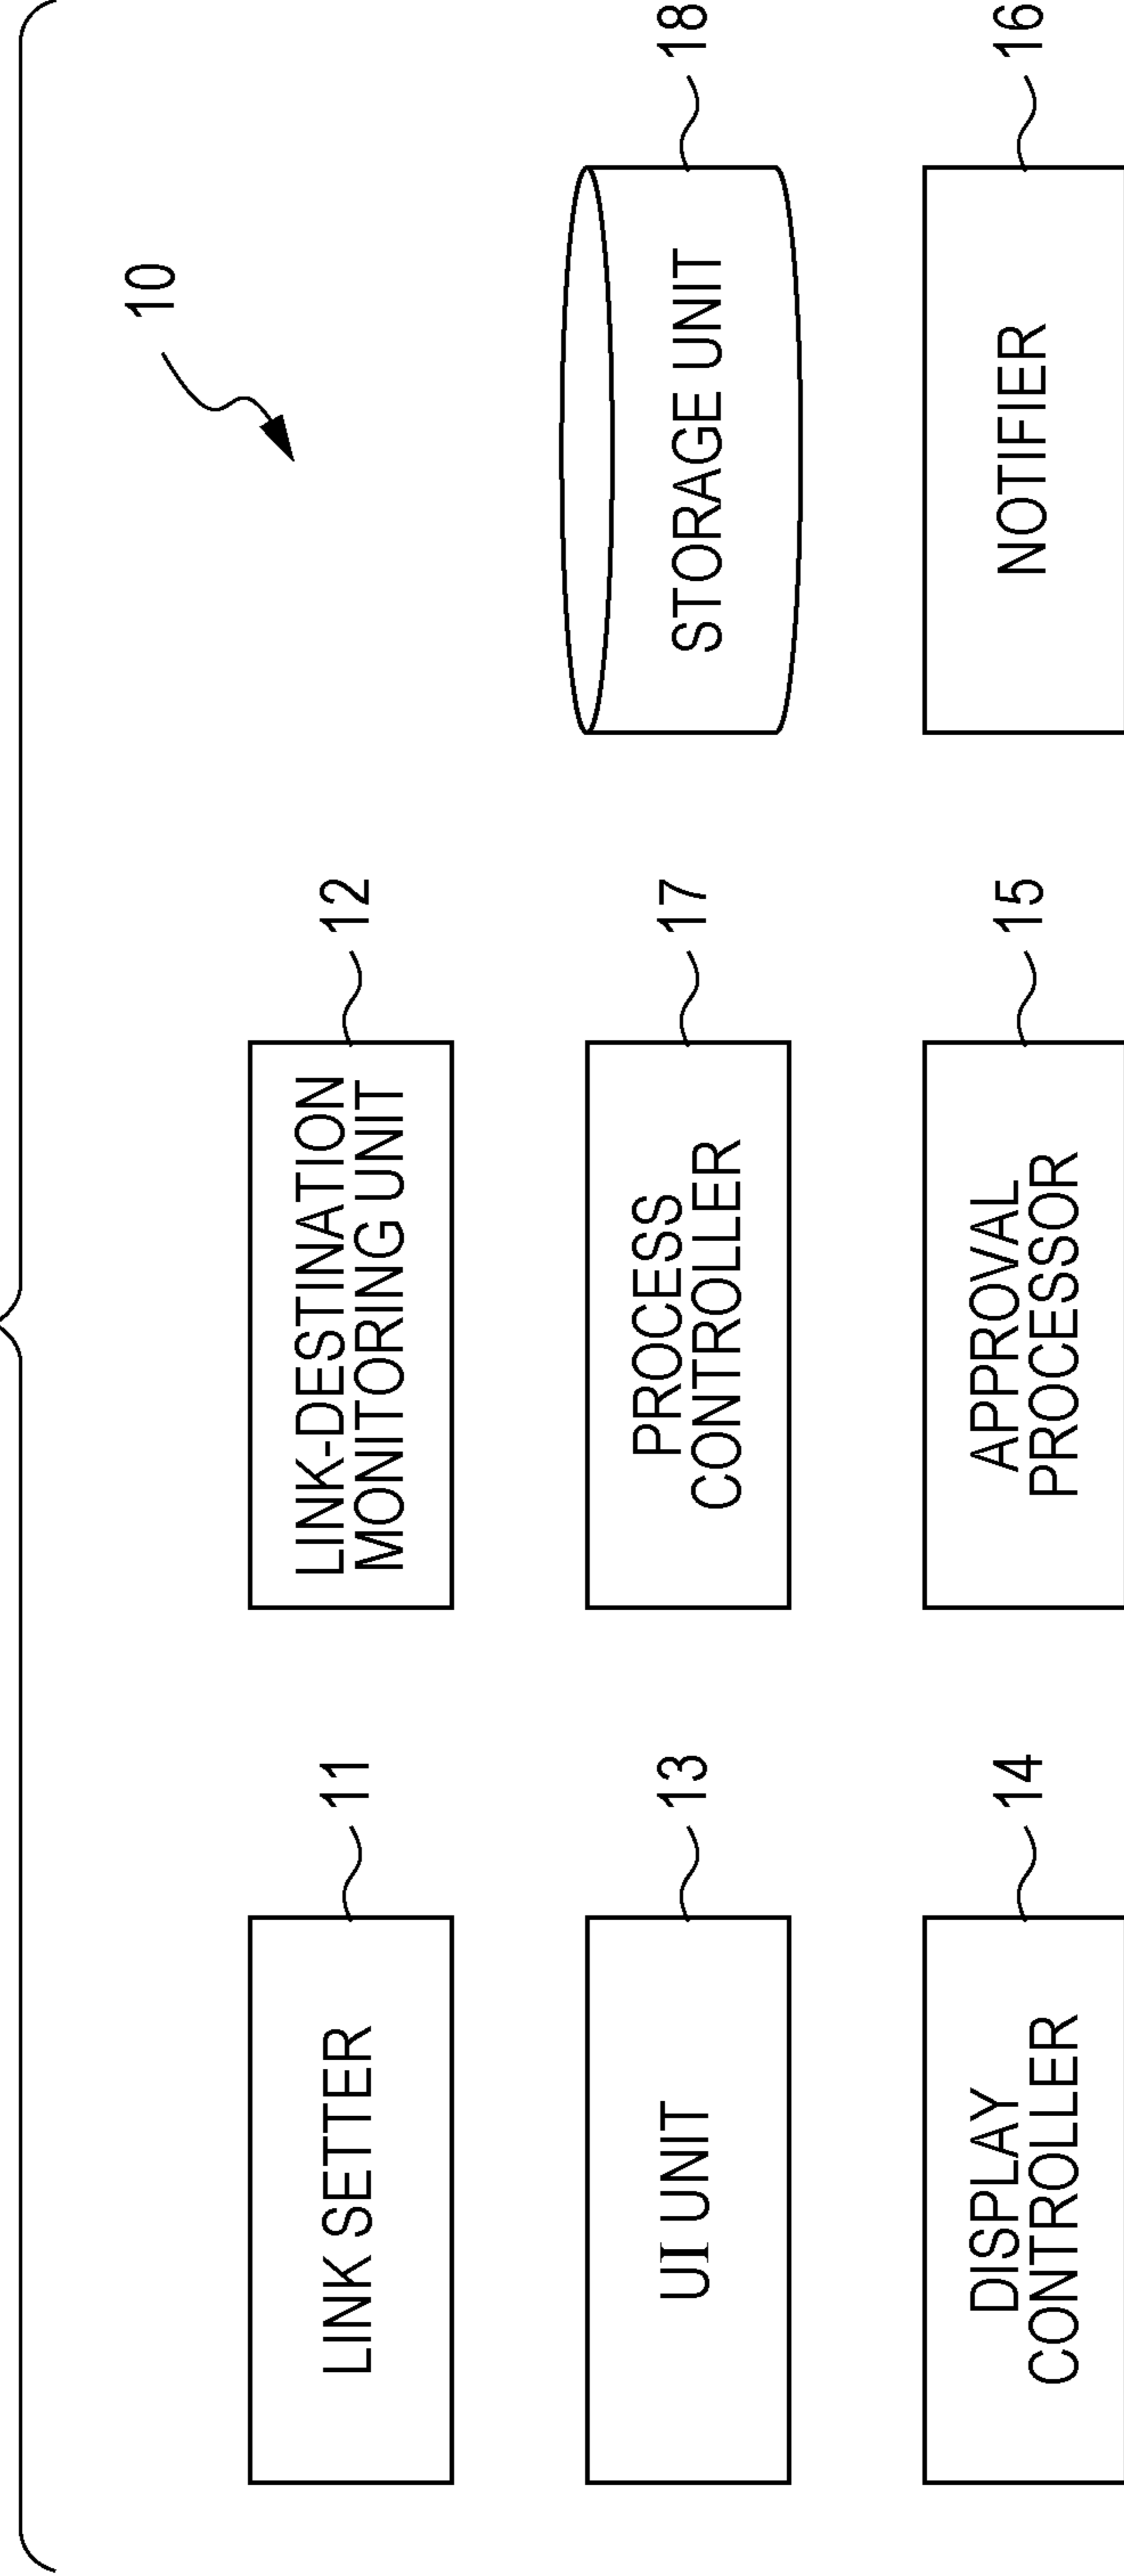 10
11
LINK SETTER
12
LINK-DESTINATION
MONITORING UNIT
13
UI UNIT
17
PROCESS
CONTROLLER
18
STORAGE UNIT
14
DISPLAY
CONTROLLER
15
APPROVAL
PROCESSOR
16
NOTIFIER